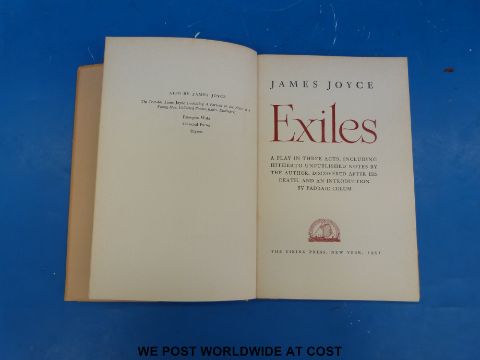 ALSO BY JAMES JOYCE
The Portable James Joyce
Finnegans Wake
Collected Poems
JAMES JOYCE
Exiles
A PLAY IN THREE ACTS, INCLUDING
HITHERTO UNPUBLISHED NOTES BY
THE AUTHOR, DISCOVERED AFTER HIS
DEATH, AND AN INTRODUCTION
BY PADRAIC COLUM
THE VIKING PRESS, NEW YORK, 1951
WE POST WORLDWIDE AT COST